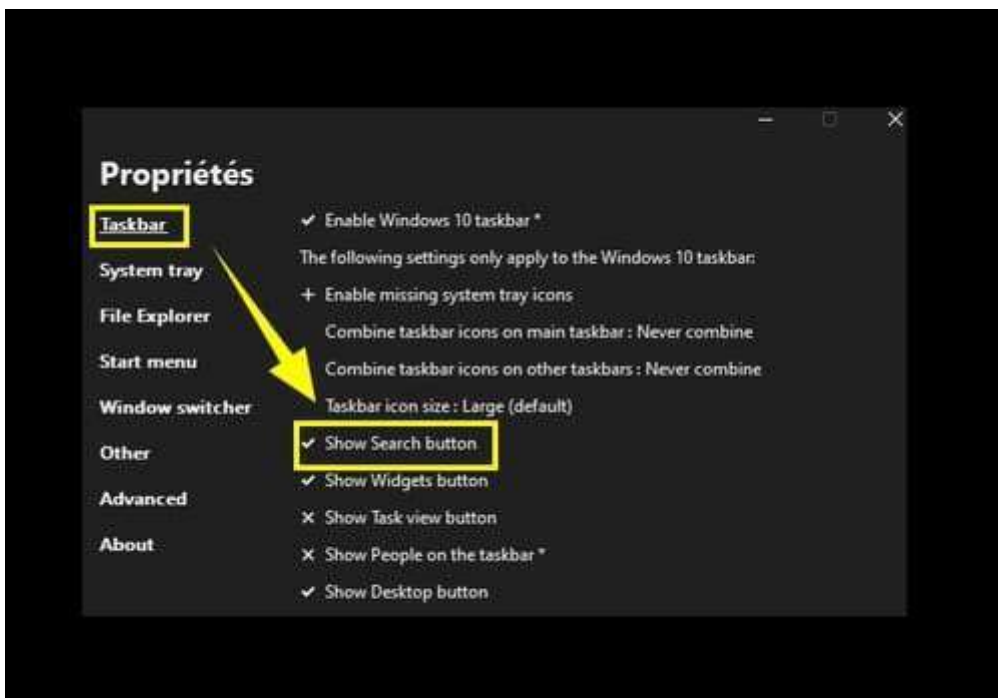 Propriétés
Taskbar
System tray
File Explorer
Start menu
Window switcher
Other
Advanced
About
Enable Windows 10 taskbar *
The following settings only apply to the Windows 10 taskbar:
Enable missing system tray icons
Combine taskbar icons on main taskbar : Never combine
Combine taskbar icons on other taskbars : Never combine
Taskbar icon size : Large (default)
Show Search button
Show Widgets button
Show Task view button
Show People on the taskbar *
Show Desktop button